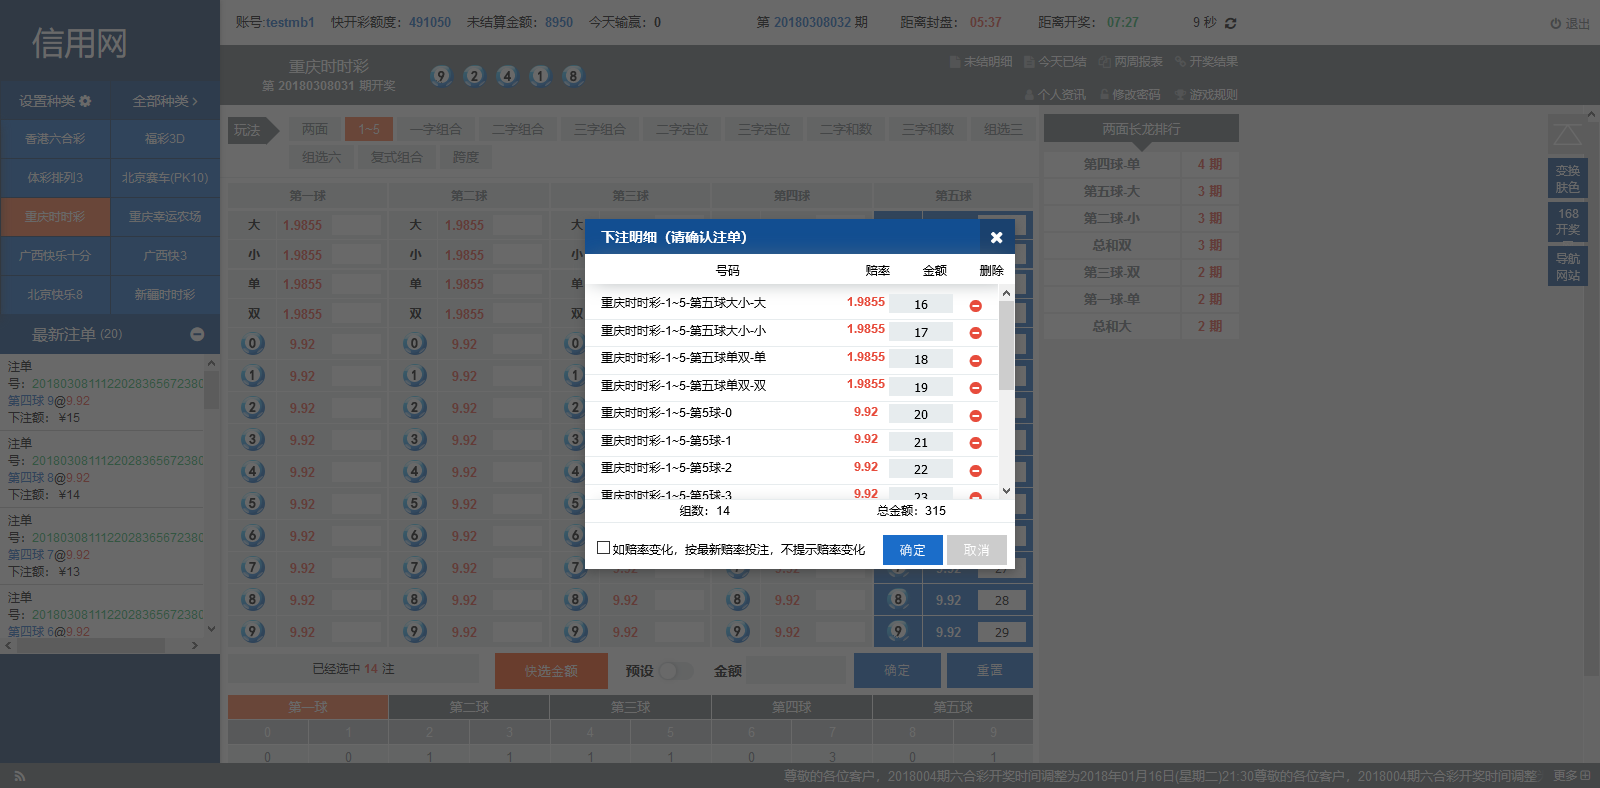 信用网
账号:testmb1 快开彩额度：491050 未结算金额：8950 今天输赢：0 第 20180308032 期 距离封盘： 05:37 距离开奖： 07:27 9 秒 退出
重庆时时彩
第 20180308031 期开奖
9 2 4 1 8
未结明细 今天已结 两周报表 开奖结果
个人资讯 修改密码 游戏规则
设置种类 全部种类
香港六合彩 福彩3D
体彩排列3 北京赛车(PK10)
重庆时时彩 重庆幸运农场
广西快乐十分 广西快3
北京快乐8 新疆时时彩
最新注单 (20)
注单
号：2018030811122028365672380
第四球 9@9.92
下注额： ¥15
注单
号：2018030811122028365672380
第四球 8@9.92
下注额： ¥14
注单
号：2018030811122028365672380
第四球 7@9.92
下注额： ¥13
注单
号：2018030811122028365672380
第四球 6@9.92
玩法 两面 1~5 一字组合 二字组合 三字组合 二字定位 三字定位 二字和数 三字和数 组选三
组选六 复式组合 跨度
第一球 第二球 第三球 第四球 第五球
大 1.9855 大 1.9855 大
小 1.9855 小 1.9855 小
单 1.9855 单 1.9855 单
双 1.9855 双 1.9855 双
0 9.92 0 9.92 0
1 9.92 1 9.92 1
2 9.92 2 9.92 2
3 9.92 3 9.92 3
4 9.92 4 9.92 4
5 9.92 5 9.92 5
6 9.92 6 9.92 6
7 9.92 7 9.92 7 9.92 9.92 9.92 27
8 9.92 8 9.92 8 9.92 8 9.92 8 9.92 28
9 9.92 9 9.92 9 9.92 9 9.92 9 9.92 29
下注明细（请确认注单）
号码 赔率 金额 删除
重庆时时彩-1~5-第五球大小-大 1.9855 16
重庆时时彩-1~5-第五球大小-小 1.9855 17
重庆时时彩-1~5-第五球单双-单 1.9855 18
重庆时时彩-1~5-第五球单双-双 1.9855 19
重庆时时彩-1~5-第5球-0 9.92 20
重庆时时彩-1~5-第5球-1 9.92 21
重庆时时彩-1~5-第5球-2 9.92 22
重庆时时彩-1~5-第5球-3 9.92 23
组数：14 总金额：315
如赔率变化，按最新赔率投注，不提示赔率变化 确定 取消
已经选中 14 注 快选金额 预设 金额 确定 重置
第一球 第二球 第三球 第四球 第五球
0 1 2 3 4 5 6 7 8 9
0 0 1 1 1 1 0 3 0 1
两面长龙排行
第四球-单 4 期
第五球-大 3 期
第二球-小 3 期
总和双 3 期
第三球-双 2 期
第一球-单 2 期
总和大 2 期
变换
肤色
168
开奖
导航
网站
尊敬的各位客户，2018004期六合彩开奖时间调整为2018年01月16日(星期二)21:30尊敬的各位客户，2018004期六合彩开奖时间调整 更多